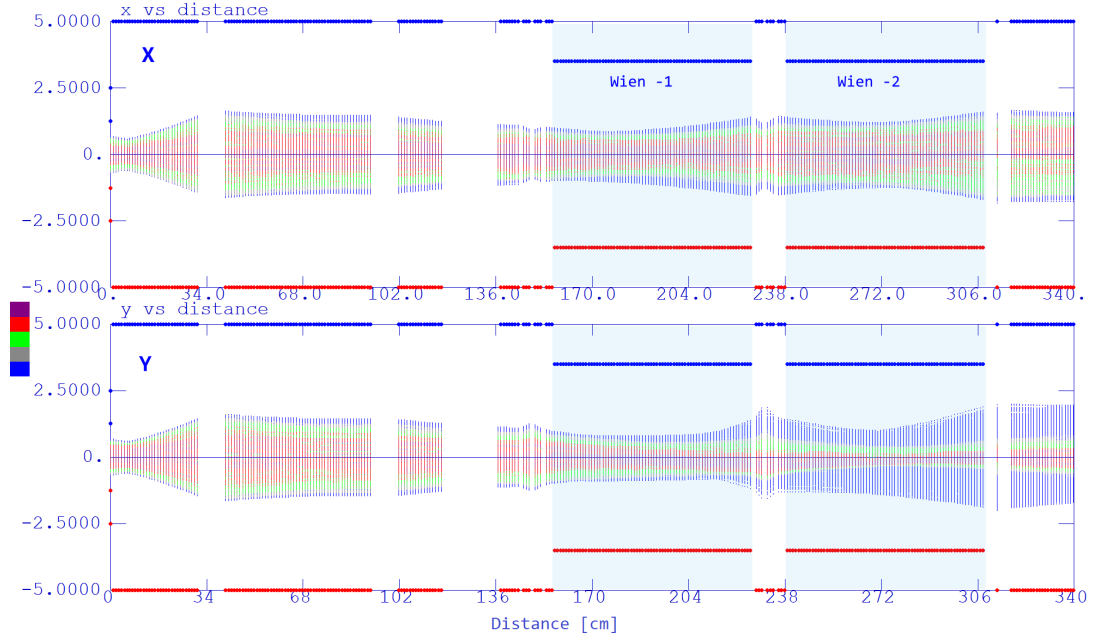 x vs distance
5.0000
X
Wien -1 Wien -2
2.5000
0.
-2.5000
-5.0000
0. 34.0 68.0 102.0 136.0 170.0 204.0 238.0 272.0 306.0 340.
y vs distance
5.0000
Y
2.5000
0.
-2.5000
-5.0000
0 34 68 102 136 170 204 238 272 306 340
Distance [cm]